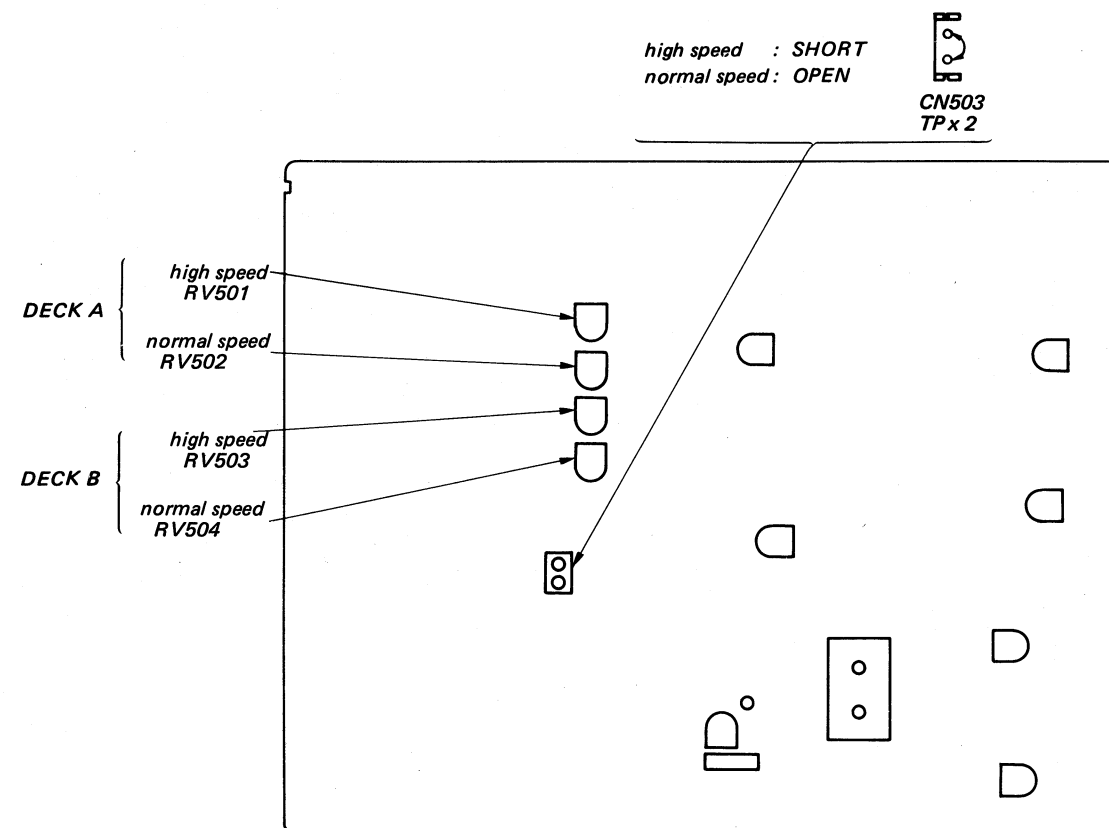 high speed : SHORT
normal speed : OPEN
CN503
TP x 2
DECK A
high speed
RV501
normal speed
RV502
DECK B
high speed
RV503
normal speed
RV504